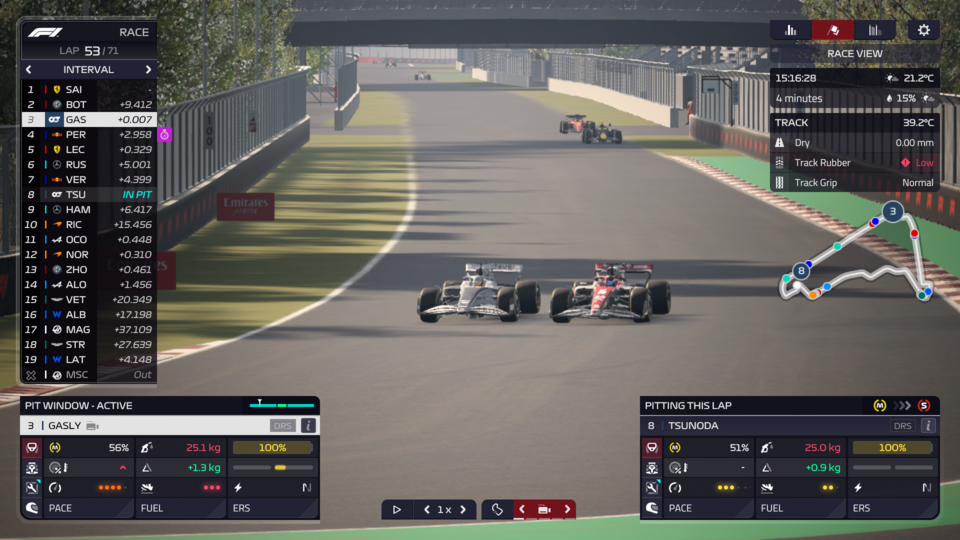 F1 RACE
LAP 53 / 71
INTERVAL
1 SAI -
2 BOT +9.412
3 GAS +0.007
4 PER +2.958
5 LEC +0.329
6 RUS +5.001
7 VER +4.399
8 TSU IN PIT
9 HAM +6.417
10 RIC +15.456
11 OCO +0.448
12 NOR +0.310
13 ZHO +0.461
14 ALO +1.456
15 VET +20.349
16 ALB +17.198
17 MAG +37.109
18 STR +27.639
19 LAT +4.148
MSC Out
RACE VIEW
15:16:28 21.2°C
4 minutes 15%
TRACK 39.2°C
Dry 0.00 mm
Track Rubber Low
Track Grip Normal
3
8
Emirates
PIT WINDOW - ACTIVE
3 GASLY DRS i
M 56% 25.1 kg 100%
- +1.3 kg
N
PACE FUEL ERS
1x
PITTING THIS LAP M S
8 TSUNODA DRS i
M 51% 25.0 kg 100%
- +0.9 kg
N
PACE FUEL ERS